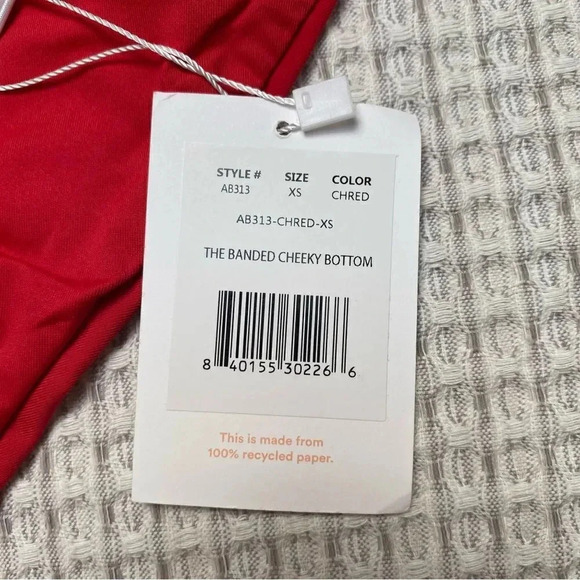 STYLE # SIZE COLOR
AB313 XS CHRED
AB313-CHRED-XS
THE BANDED CHEEKY BOTTOM
8 40155 30226 6
This is made from
100% recycled paper.